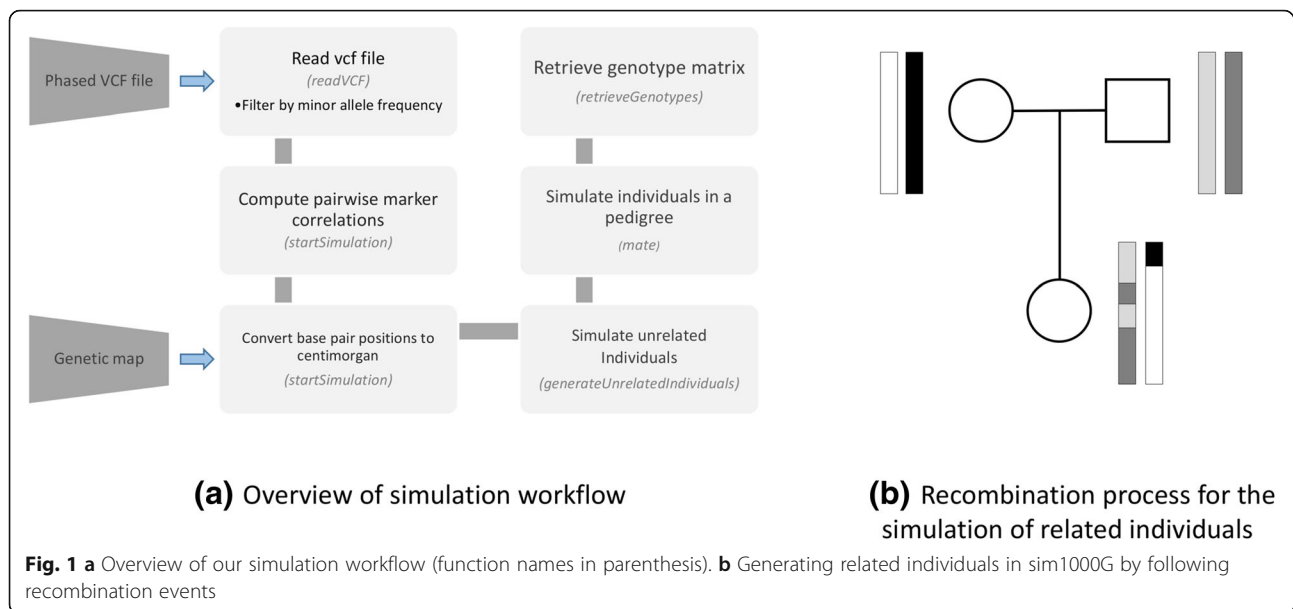 Phased VCF file
Read vcf file
(readVCF)
•Filter by minor allele frequency
Compute pairwise marker
correlations
(startSimulation)
Genetic map
Convert base pair positions to
centimorgan
(startSimulation)
Retrieve genotype matrix
(retrieveGenotypes)
Simulate individuals in a
pedigree
(mate)
Simulate unrelated
Individuals
(generateUnrelatedIndividuals)
(a) Overview of simulation workflow
(b) Recombination process for the
simulation of related individuals
Fig. 1 a Overview of our simulation workflow (function names in parenthesis). b Generating related individuals in sim1000G by following
recombination events